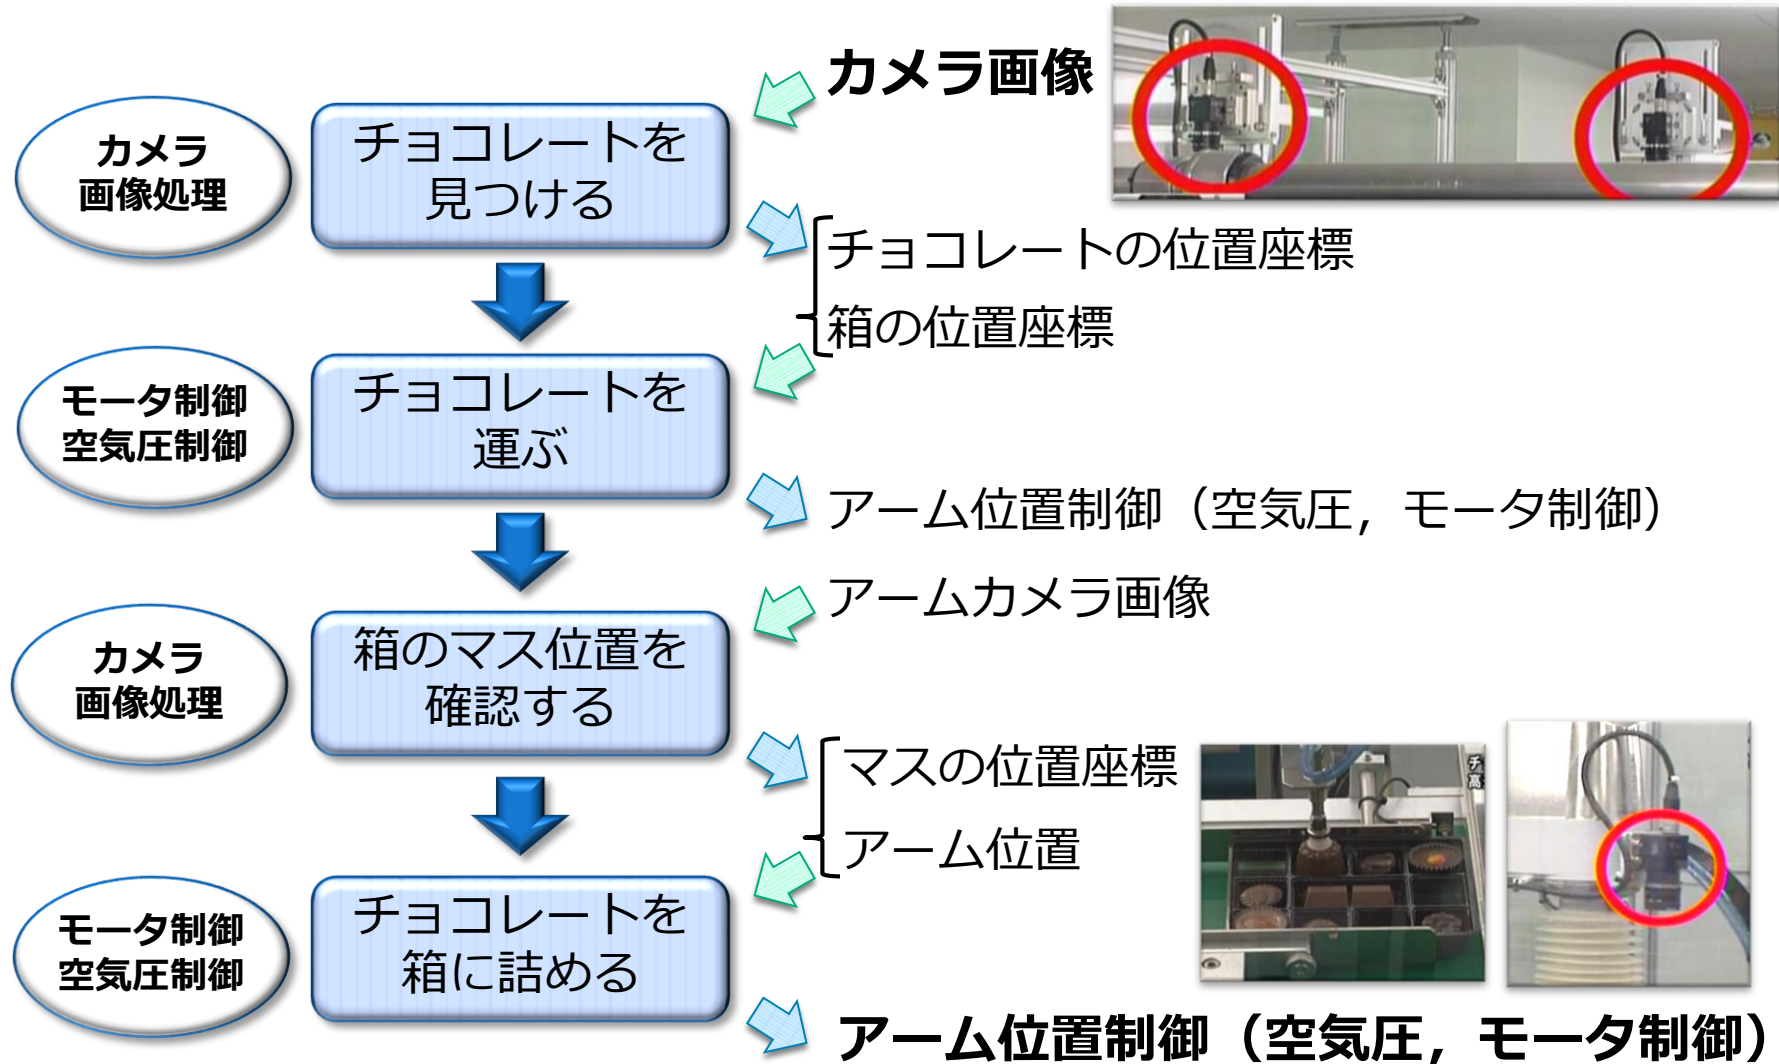 カメラ画像
カメラ
画像処理
チョコレートを
見つける
チョコレートの位置座標
箱の位置座標
モータ制御
空気圧制御
チョコレートを
運ぶ
アーム位置制御（空気圧，モータ制御）
アームカメラ画像
カメラ
画像処理
箱のマス位置を
確認する
マスの位置座標
アーム位置
チ
高
モータ制御
空気圧制御
チョコレートを
箱に詰める
アーム位置制御（空気圧，モータ制御）